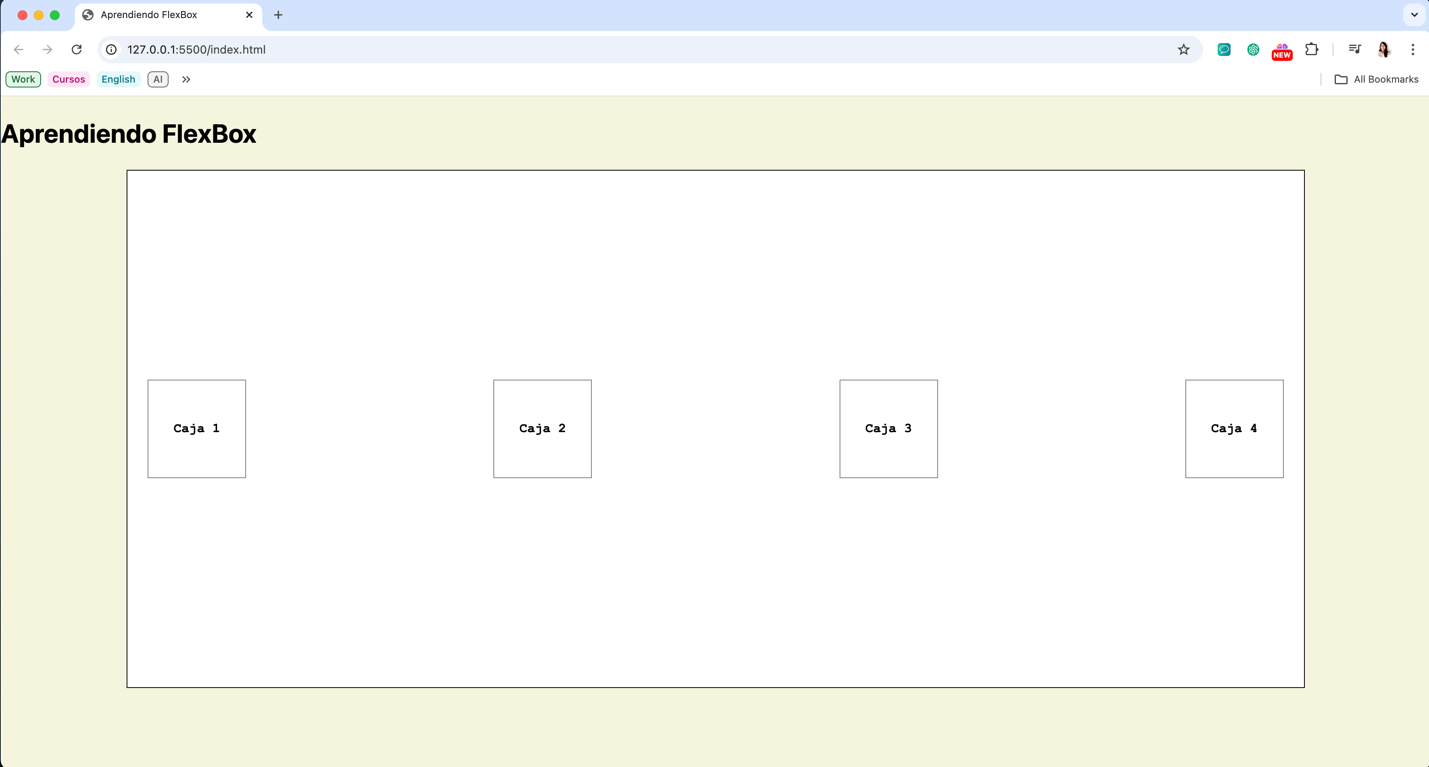 Aprendiendo FlexBox
127.0.0.1:5500/index.html
NEW
Work Cursos English AI All Bookmarks
Aprendiendo FlexBox
Caja 1 Caja 2 Caja 3 Caja 4